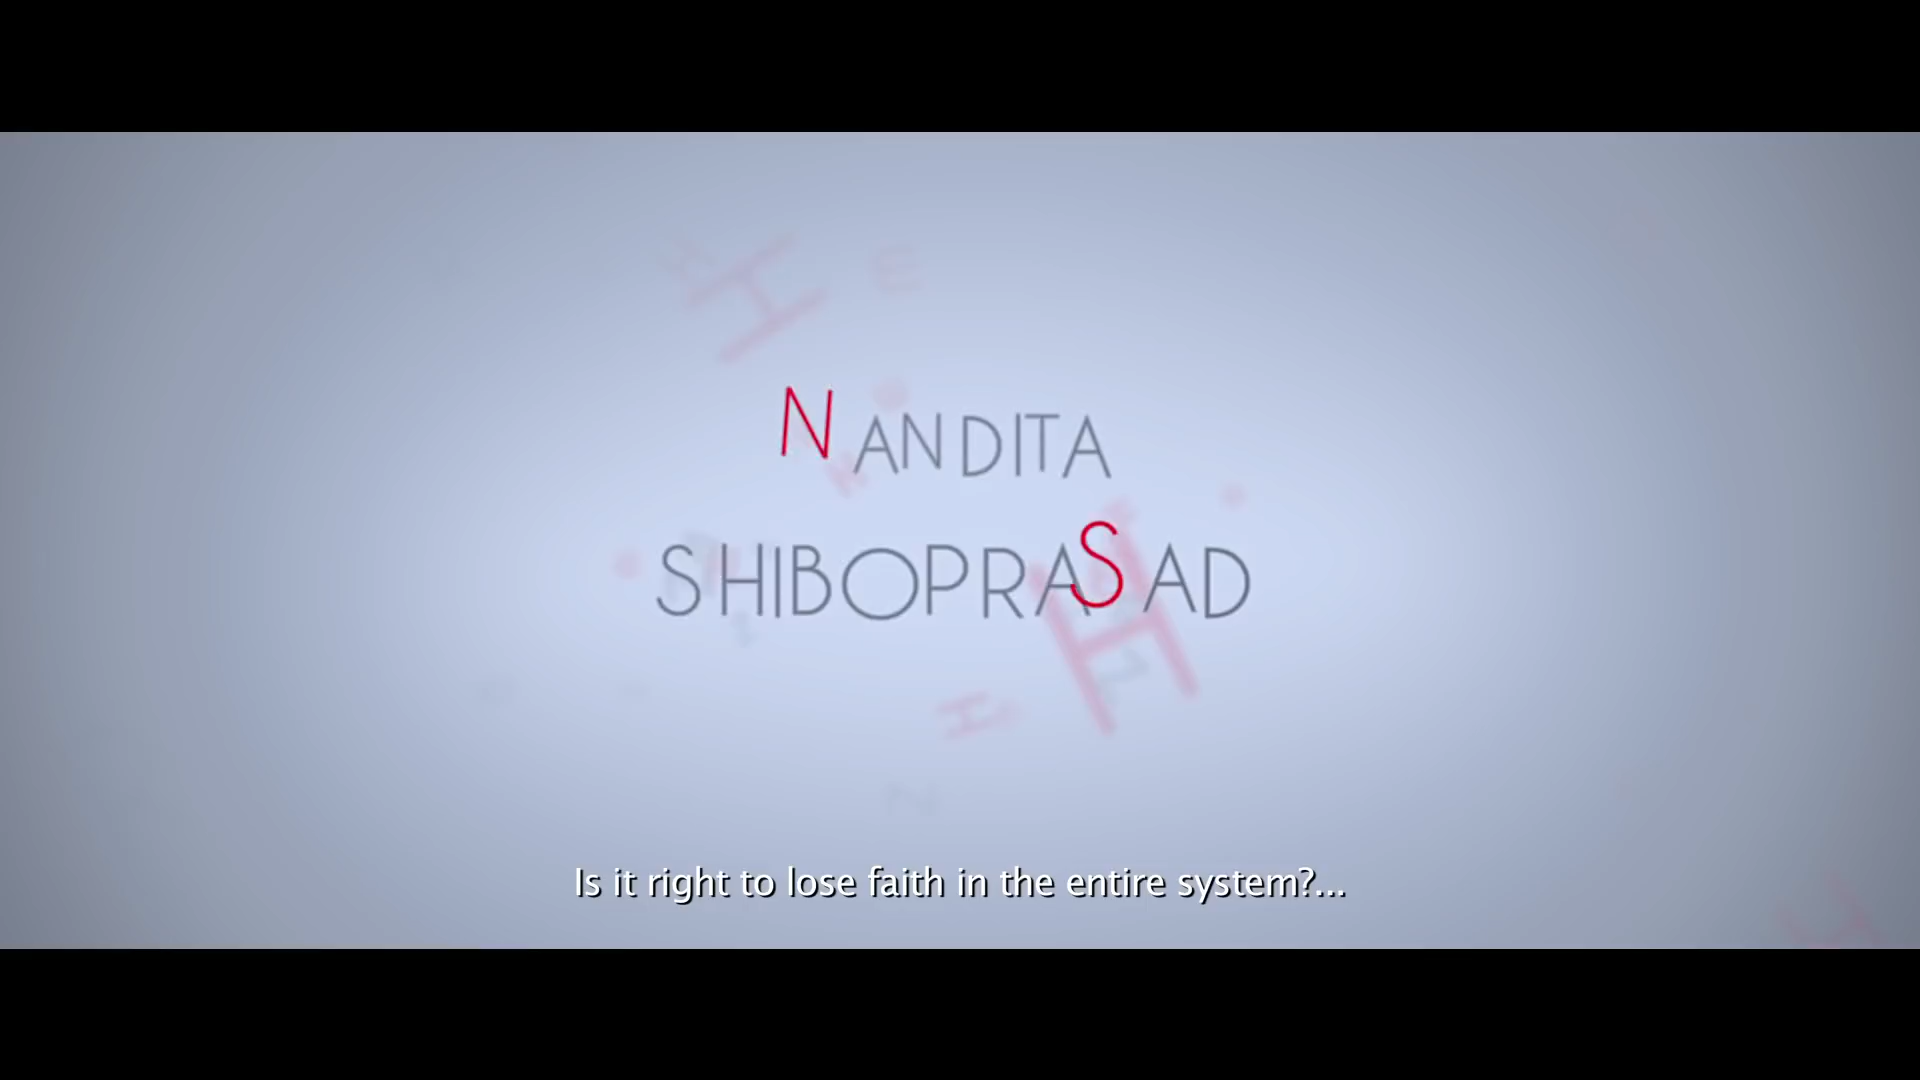 NANDITA
SHIBOPRASAD
Is it right to lose faith in the entire system?...